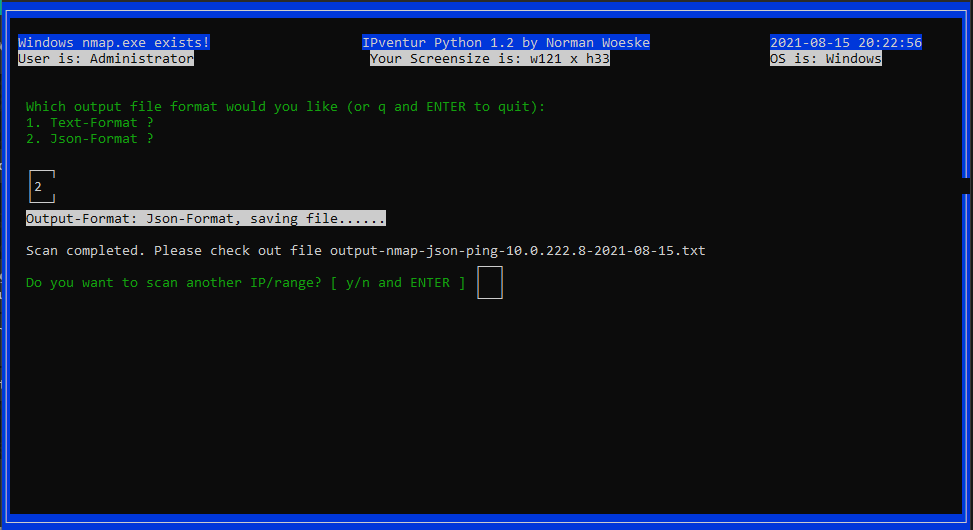 Windows nmap.exe exists! IPventur Python 1.2 by Norman Woeske 2021-08-15 20:22:56
User is: Administrator Your Screensize is: w121 x h33 OS is: Windows
Which output file format would you like (or q and ENTER to quit):
1. Text-Format ?
2. Json-Format ?
2
Output-Format: Json-Format, saving file......
Scan completed. Please check out file output-nmap-json-ping-10.0.222.8-2021-08-15.txt
Do you want to scan another IP/range? [ y/n and ENTER ]